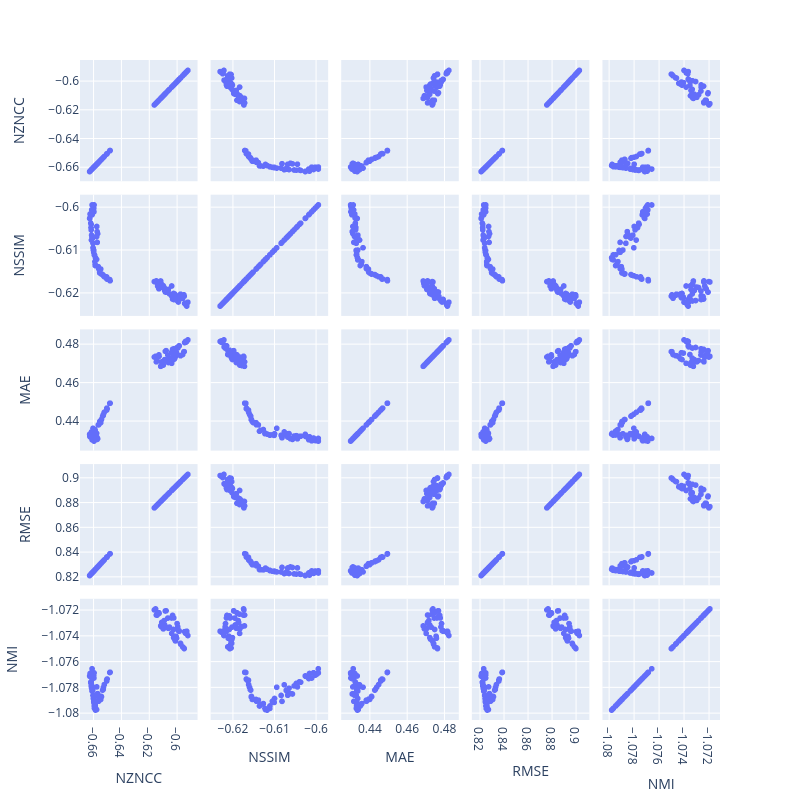 NZNCC
−0.6
−0.62
−0.64
−0.66
NSSIM
−0.6
−0.61
−0.62
MAE
0.48
0.46
0.44
RMSE
0.9
0.88
0.86
0.84
0.82
NMI
−1.072
−1.074
−1.076
−1.078
−1.08
−0.66 −0.64 −0.62 −0.6
NZNCC
−0.62 −0.61 −0.6
NSSIM
0.44 0.46 0.48
MAE
0.82 0.84 0.86 0.88 0.9
RMSE
−1.08 −1.078 −1.076 −1.074 −1.072
NMI